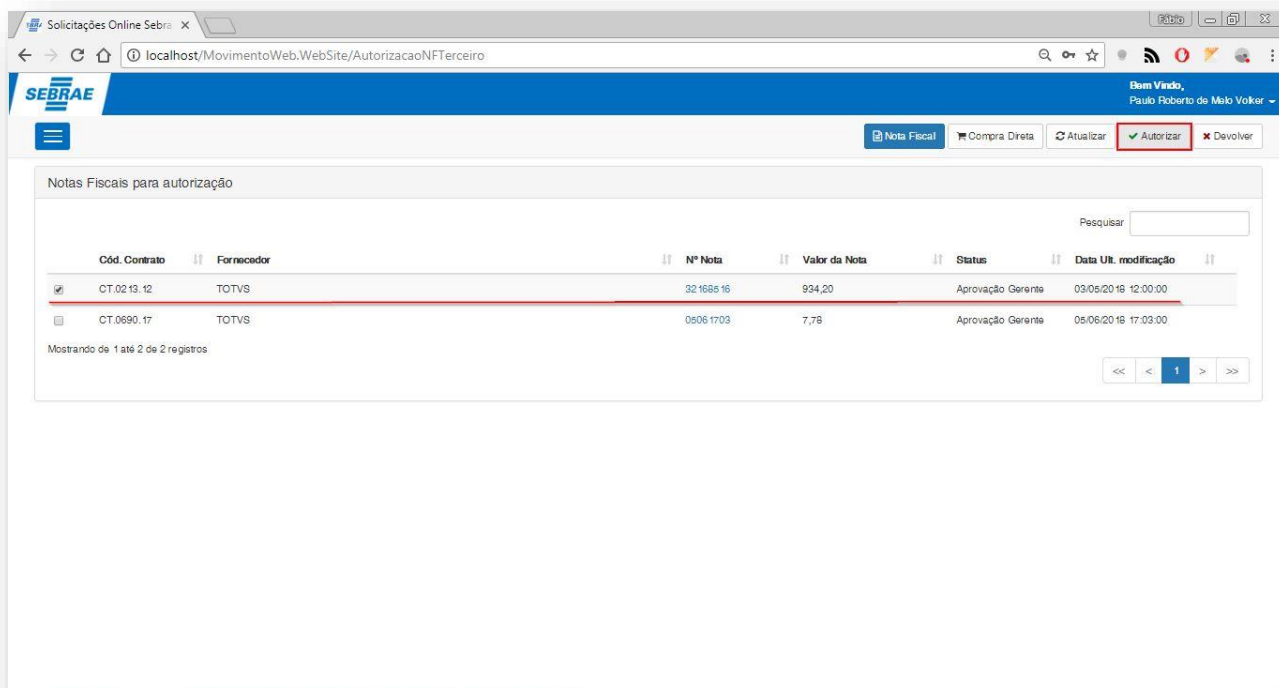 Solicitações Online Sebra
Fábio
localhost/MovimentoWeb.WebSite/AutorizacaoNFTerceiro
SEBRAE
Bem Vindo,
Paulo Roberto de Melo Volker
Nota Fiscal Compra Direta Atualizar Autorizar Devolver
Notas Fiscais para autorização
Pesquisar
Cód. Contrato Fornecedor Nº Nota Valor da Nota Status Data Ult. modificação
CT.0213.12 TOTVS 32168516 934,20 Aprovação Gerente 03/05/2018 12:00:00
CT.0690.17 TOTVS 05061703 7,78 Aprovação Gerente 05/06/2018 17:03:00
Mostrando de 1 até 2 de 2 registros
<< < 1 > >>